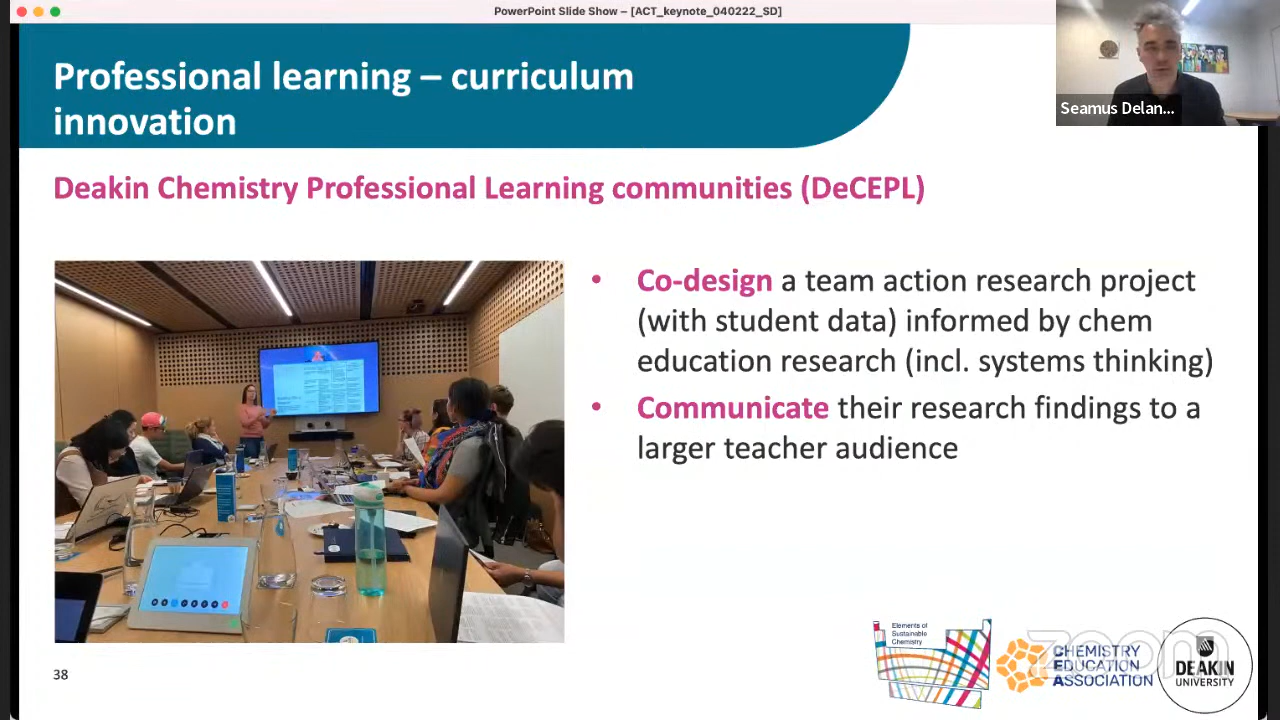 PowerPoint Slide Show – [ACT_keynote_040222_SD]
Professional learning – curriculum
innovation
Seamus Delan...
Deakin Chemistry Professional Learning communities (DeCEPL)
• Co-design a team action research project
(with student data) informed by chem
education research (incl. systems thinking)
• Communicate their research findings to a
larger teacher audience
38
Elements of
Sustainable
Chemistry
CHEMISTRY
EDUCATION
ASSOCIATION
zoom
DEAKIN
UNIVERSITY